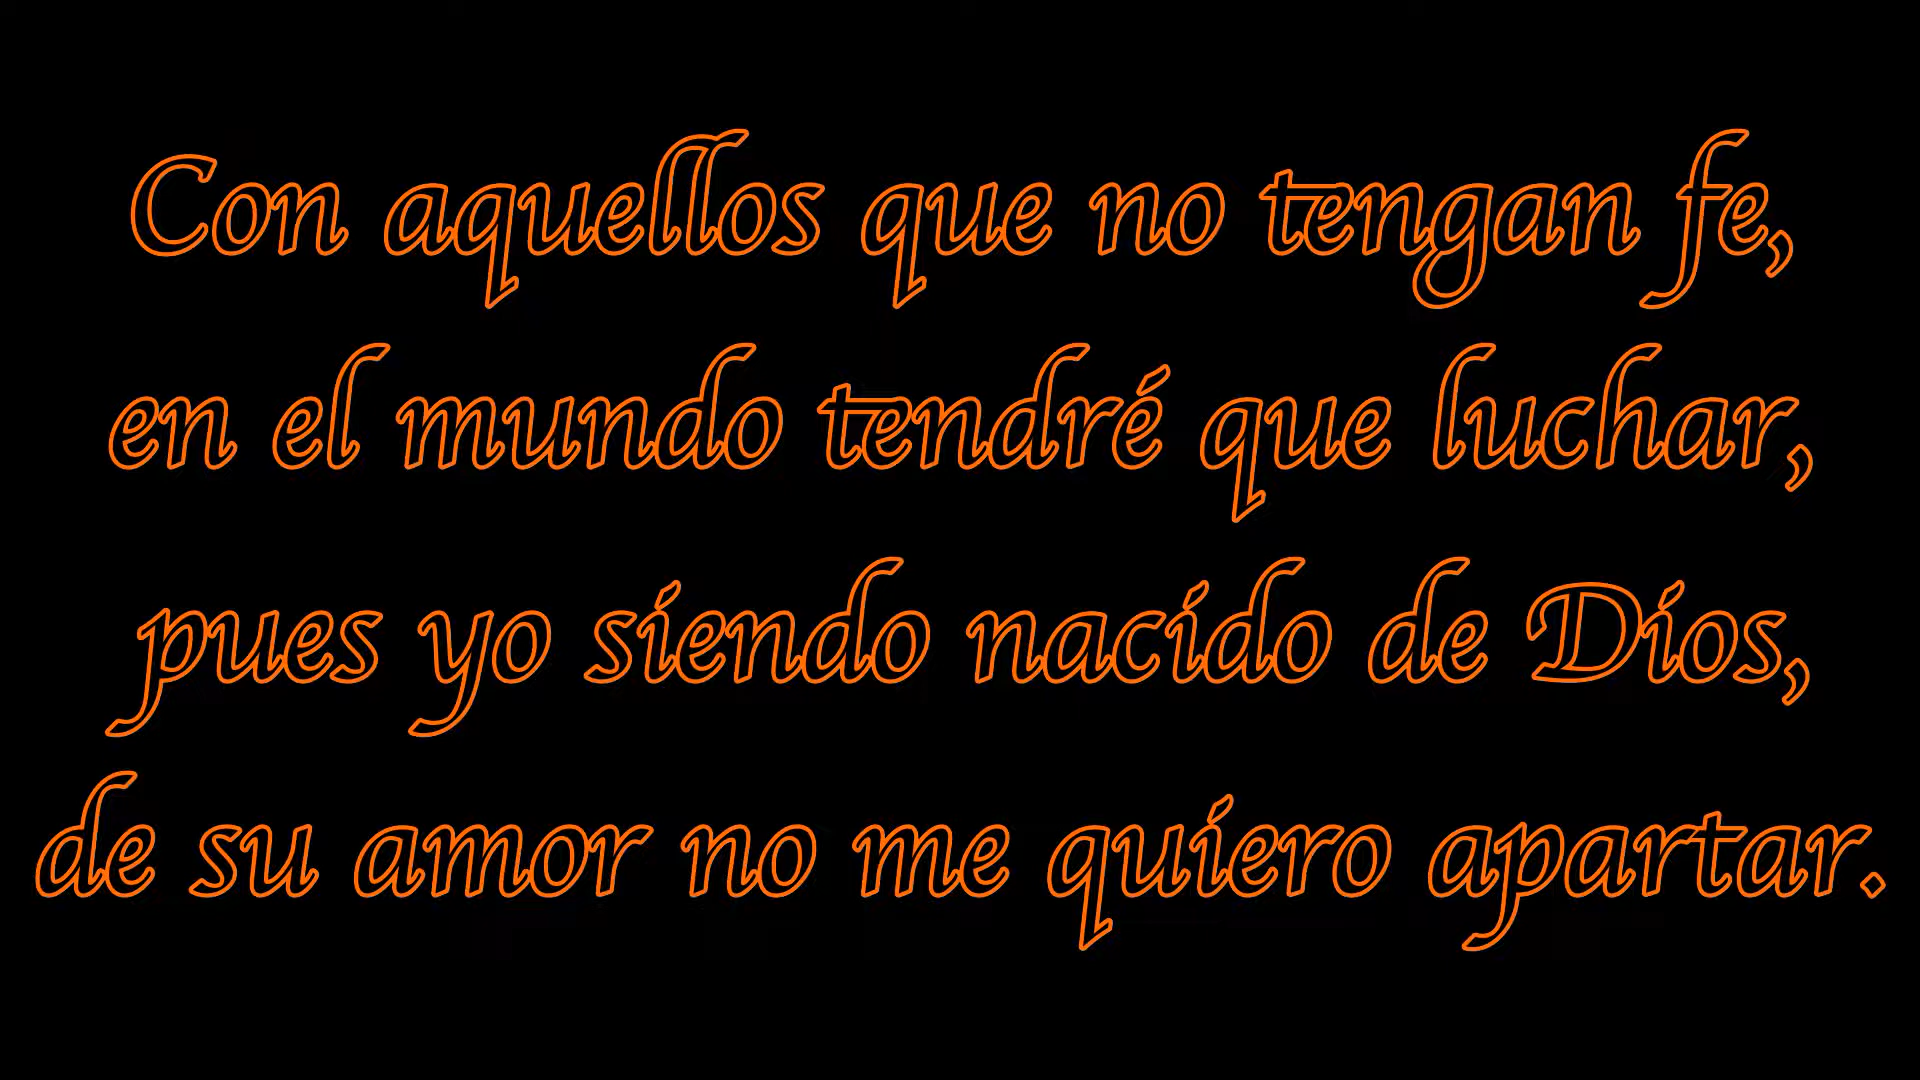 Con aquellos que no tengan fe,
en el mundo tendré que luchar,
pues yo siendo nacido de Dios,
de su amor no me quiero apartar.